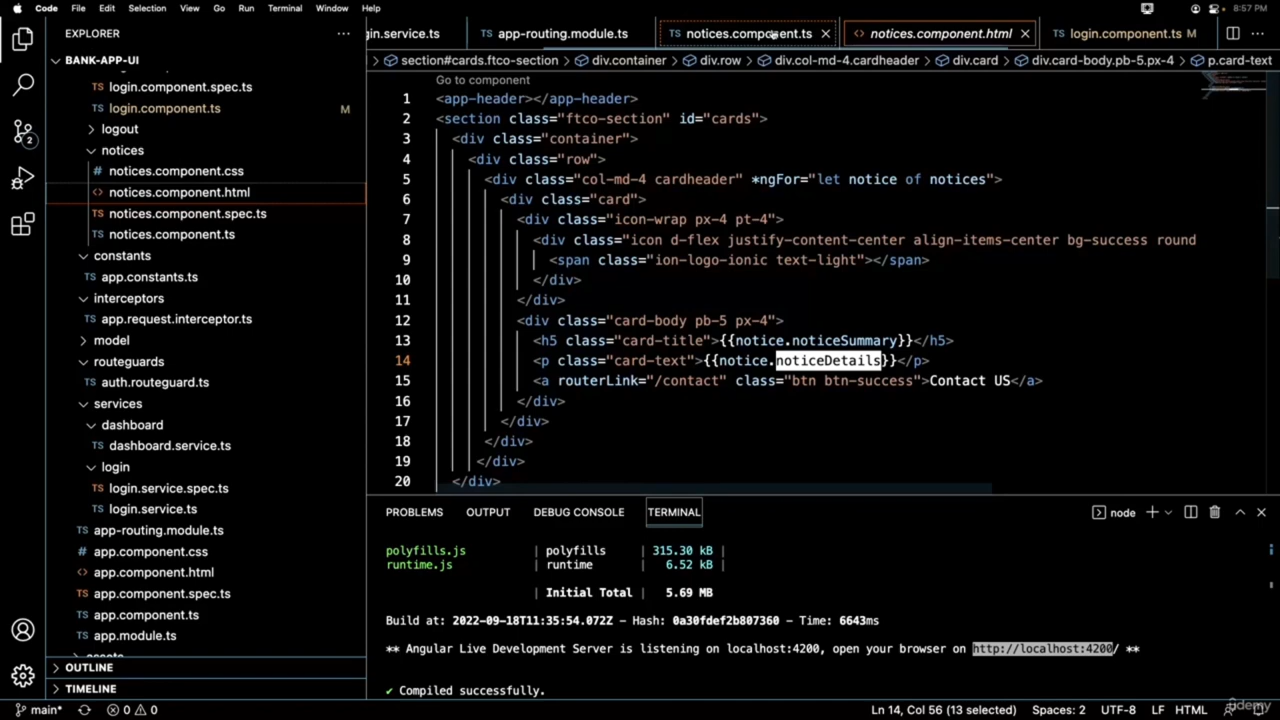 Code File Edit Selection View Go Run Terminal Window Help 8:57 PM
EXPLORER
BANK-APP-UI
login.component.spec.ts
login.component.ts M
logout
notices
notices.component.css
notices.component.html
notices.component.spec.ts
notices.component.ts
constants
app.constants.ts
interceptors
app.request.interceptor.ts
model
routeguards
auth.routeguard.ts
services
dashboard
dashboard.service.ts
login
login.service.spec.ts
login.service.ts
app-routing.module.ts
app.component.css
app.component.html
app.component.spec.ts
app.component.ts
app.module.ts
OUTLINE
TIMELINE
gin.service.ts app-routing.module.ts notices.component.ts notices.component.html login.component.ts M
section#cards.ftco-section > div.container > div.row > div.col-md-4.cardheader > div.card > div.card-body.pb-5.px-4 > p.card-text
Go to component
1 <app-header></app-header>
2 <section class="ftco-section" id="cards">
3 <div class="container">
4 <div class="row">
5 <div class="col-md-4 cardheader" *ngFor="let notice of notices">
6 <div class="card">
7 <div class="icon-wrap px-4 pt-4">
8 <div class="icon d-flex justify-content-center align-items-center bg-success round
9 <span class="ion-logo-ionic text-light"></span>
10 </div>
11 </div>
12 <div class="card-body pb-5 px-4">
13 <h5 class="card-title">{{notice.noticeSummary}}</h5>
14 <p class="card-text">{{notice.noticeDetails}}</p>
15 <a routerLink="/contact" class="btn btn-success">Contact US</a>
16 </div>
17 </div>
18 </div>
19 </div>
20 </div>
PROBLEMS OUTPUT DEBUG CONSOLE TERMINAL node
polyfills.js | polyfills | 315.30 kB |
runtime.js | runtime | 6.52 kB |
| Initial Total | 5.69 MB
Build at: 2022-09-18T11:35:54.072Z - Hash: 0a30fdef2b807360 - Time: 6643ms
** Angular Live Development Server is listening on localhost:4200, open your browser on http://localhost:4200/ **
✔ Compiled successfully.
main* 0 0 Ln 14, Col 56 (13 selected) Spaces: 2 UTF-8 LF HTML
udemy